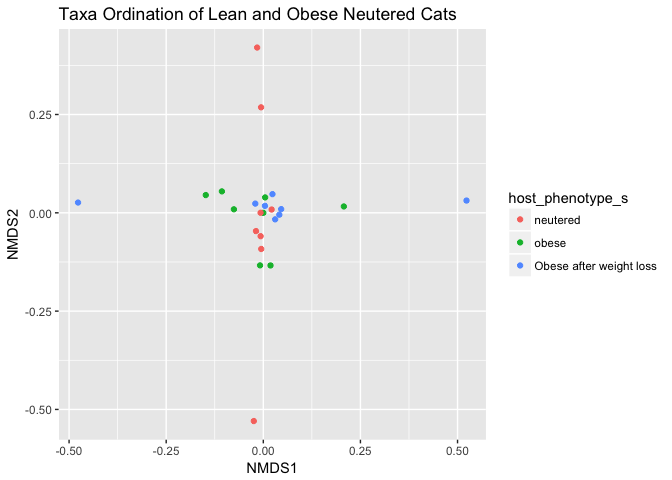 Taxa Ordination of Lean and Obese Neutered Cats
NMDS2
0.25
0.00
-0.25
-0.50
-0.50
-0.25
0.00
0.25
0.50
NMDS1
host_phenotype_s
neutered
obese
Obese after weight loss